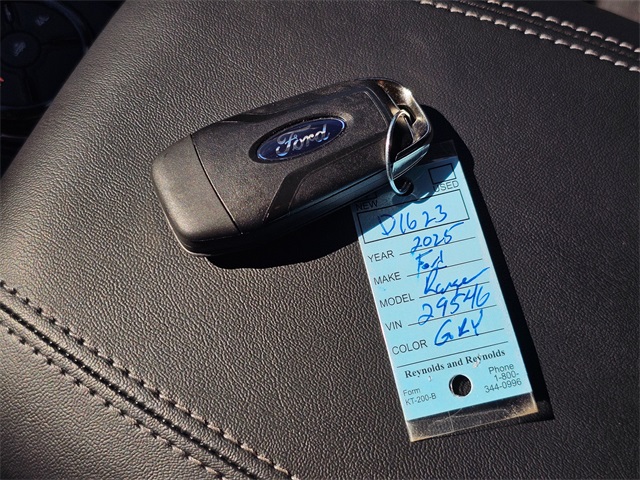 Ford
NEW USED
D1623
YEAR 2025
MAKE Ford
MODEL Ranger
VIN 29546
COLOR GRY
Reynolds and Reynolds
Form
KT-200-B
Phone
1-800-
344-0996